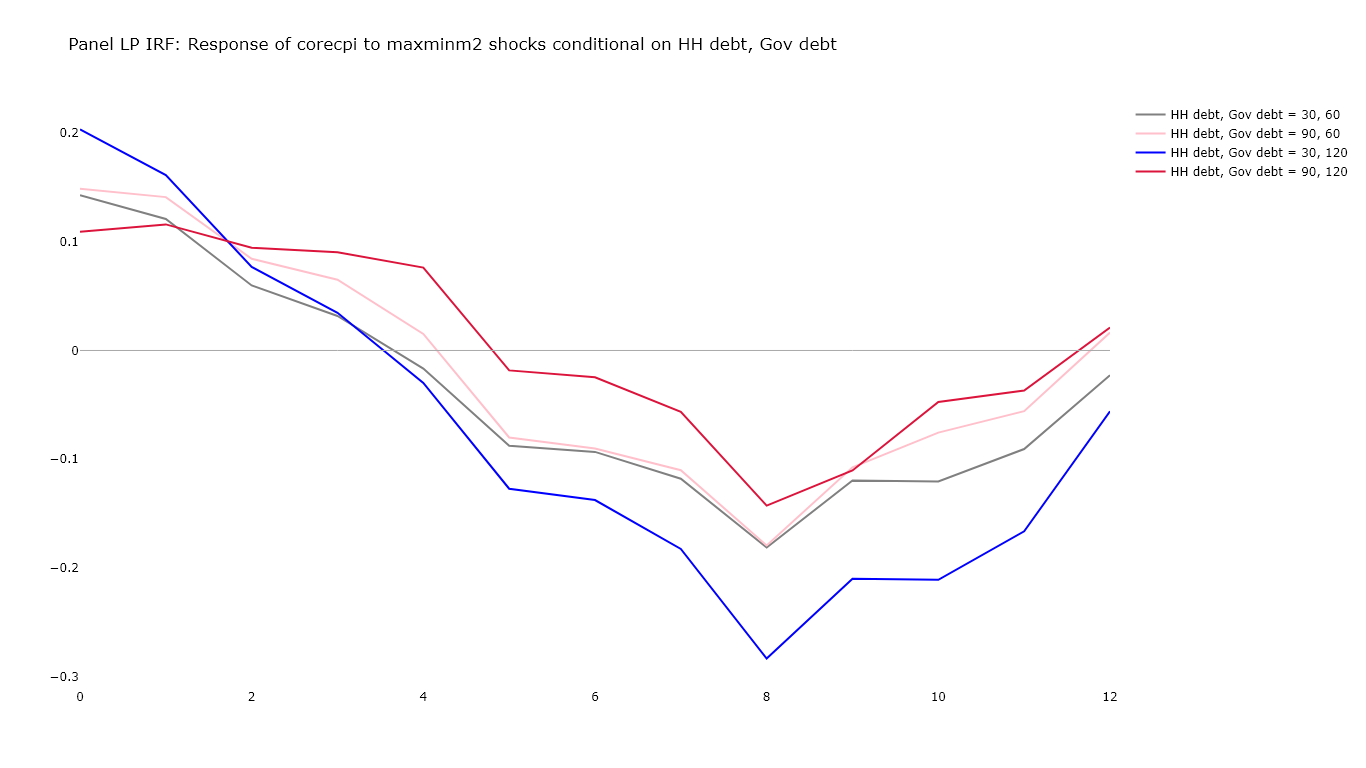 Panel LP IRF: Response of corecpi to maxminm2 shocks conditional on HH debt, Gov debt
HH debt, Gov debt = 30, 60
HH debt, Gov debt = 90, 60
HH debt, Gov debt = 30, 120
HH debt, Gov debt = 90, 120
0.2
0.1
0
−0.1
−0.2
−0.3
0 2 4 6 8 10 12